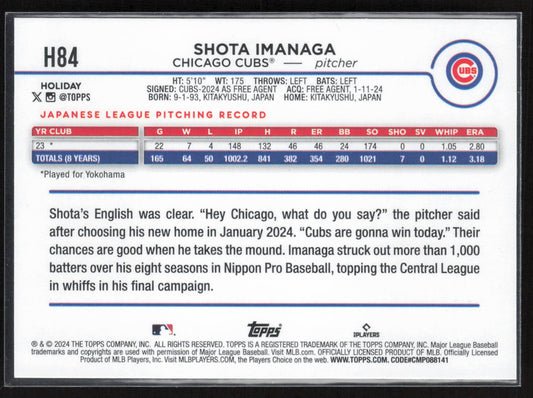 H84
SHOTA IMANAGA
CHICAGO CUBS® — pitcher
CUBS
HOLIDAY
X @TOPPS
HT: 5'10" WT: 175 THROWS: LEFT BATS: LEFT
SIGNED: CUBS-2024 AS FREE AGENT ACQ: FREE AGENT, 1-11-24
BORN: 9-1-93, KITAKYUSHU, JAPAN HOME: KITAKYUSHU, JAPAN
JAPANESE LEAGUE PITCHING RECORD
YR CLUB G W L IP H R ER BB SO SHO SV WHIP ERA
23 * 22 7 4 148 132 46 46 24 174 0 0 1.05 2.80
TOTALS (8 YEARS) 165 64 50 1002.2 841 382 354 280 1021 7 0 1.12 3.18
*Played for Yokohama
Shota's English was clear. "Hey Chicago, what do you say?" the pitcher said
after choosing his new home in January 2024. "Cubs are gonna win today." Their
chances are good when he takes the mound. Imanaga struck out more than 1,000
batters over his eight seasons in Nippon Pro Baseball, topping the Central League
in whiffs in his final campaign.
Topps
PLAYERS
® & © 2024 THE TOPPS COMPANY, INC. ALL RIGHTS RESERVED. TOPPS IS A REGISTERED TRADEMARK OF THE TOPPS COMPANY, INC. Major League Baseball
trademarks and copyrights are used with permission of Major League Baseball. Visit MLB.com. OFFICIALLY LICENSED PRODUCT OF MLB. Officially Licensed
Product of MLB Players, Inc. Visit MLBPLAYERS.COM, the Players Choice on the web. WWW.TOPPS.COM. CODE#CMP088141